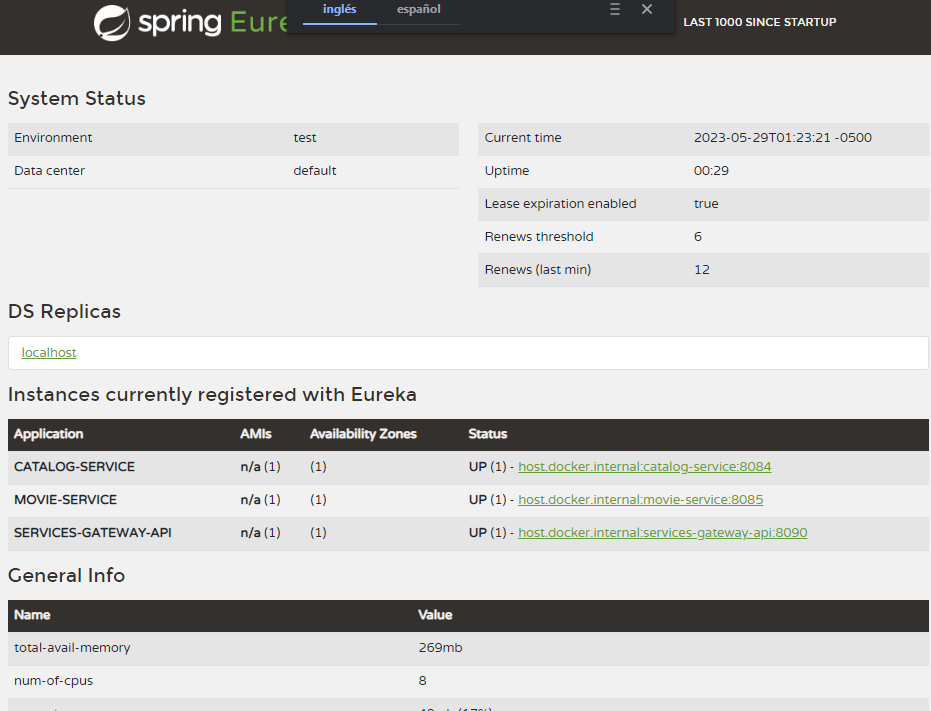 inglés español
spring Eure LAST 1000 SINCE STARTUP
System Status
Environment test
Data center default
Current time 2023-05-29T01:23:21 -0500
Uptime 00:29
Lease expiration enabled true
Renews threshold 6
Renews (last min) 12
DS Replicas
localhost
Instances currently registered with Eureka
Application AMIs Availability Zones Status
CATALOG-SERVICE n/a (1) (1) UP (1) - host.docker.internal:catalog-service:8084
MOVIE-SERVICE n/a (1) (1) UP (1) - host.docker.internal:movie-service:8085
SERVICES-GATEWAY-API n/a (1) (1) UP (1) - host.docker.internal:services-gateway-api:8090
General Info
Name Value
total-avail-memory 269mb
num-of-cpus 8